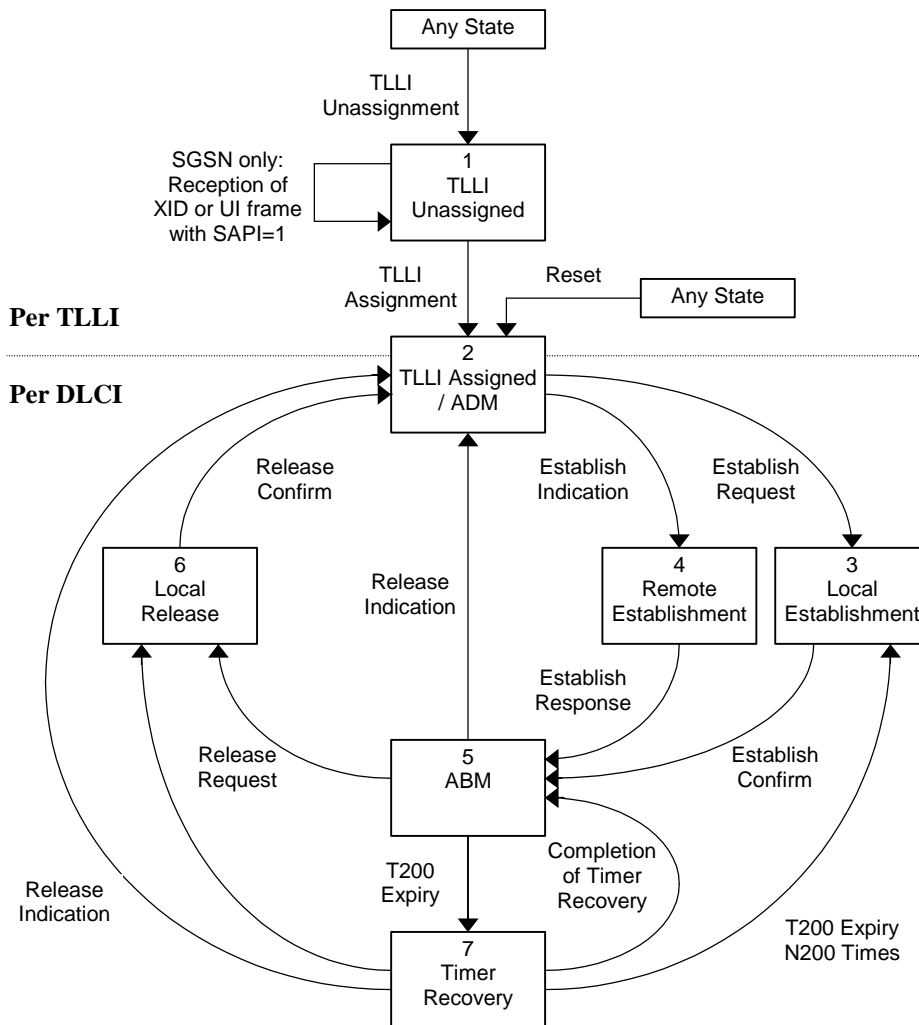 Any State
TLLI
Unassignment
SGSN only:
Reception of
XID or UI frame
with SAPI=1
1
TLLI
Unassigned
TLLI
Assignment
Reset
Any State
Per TLLI
2
TLLI Assigned
/ ADM
Per DLCI
Release
Confirm
Establish
Indication
Establish
Request
6
Local
Release
Release
Indication
4
Remote
Establishment
3
Local
Establishment
Establish
Response
Release
Request
5
ABM
Establish
Confirm
T200
Expiry
Completion
of Timer
Recovery
Release
Indication
T200 Expiry
N200 Times
7
Timer
Recovery